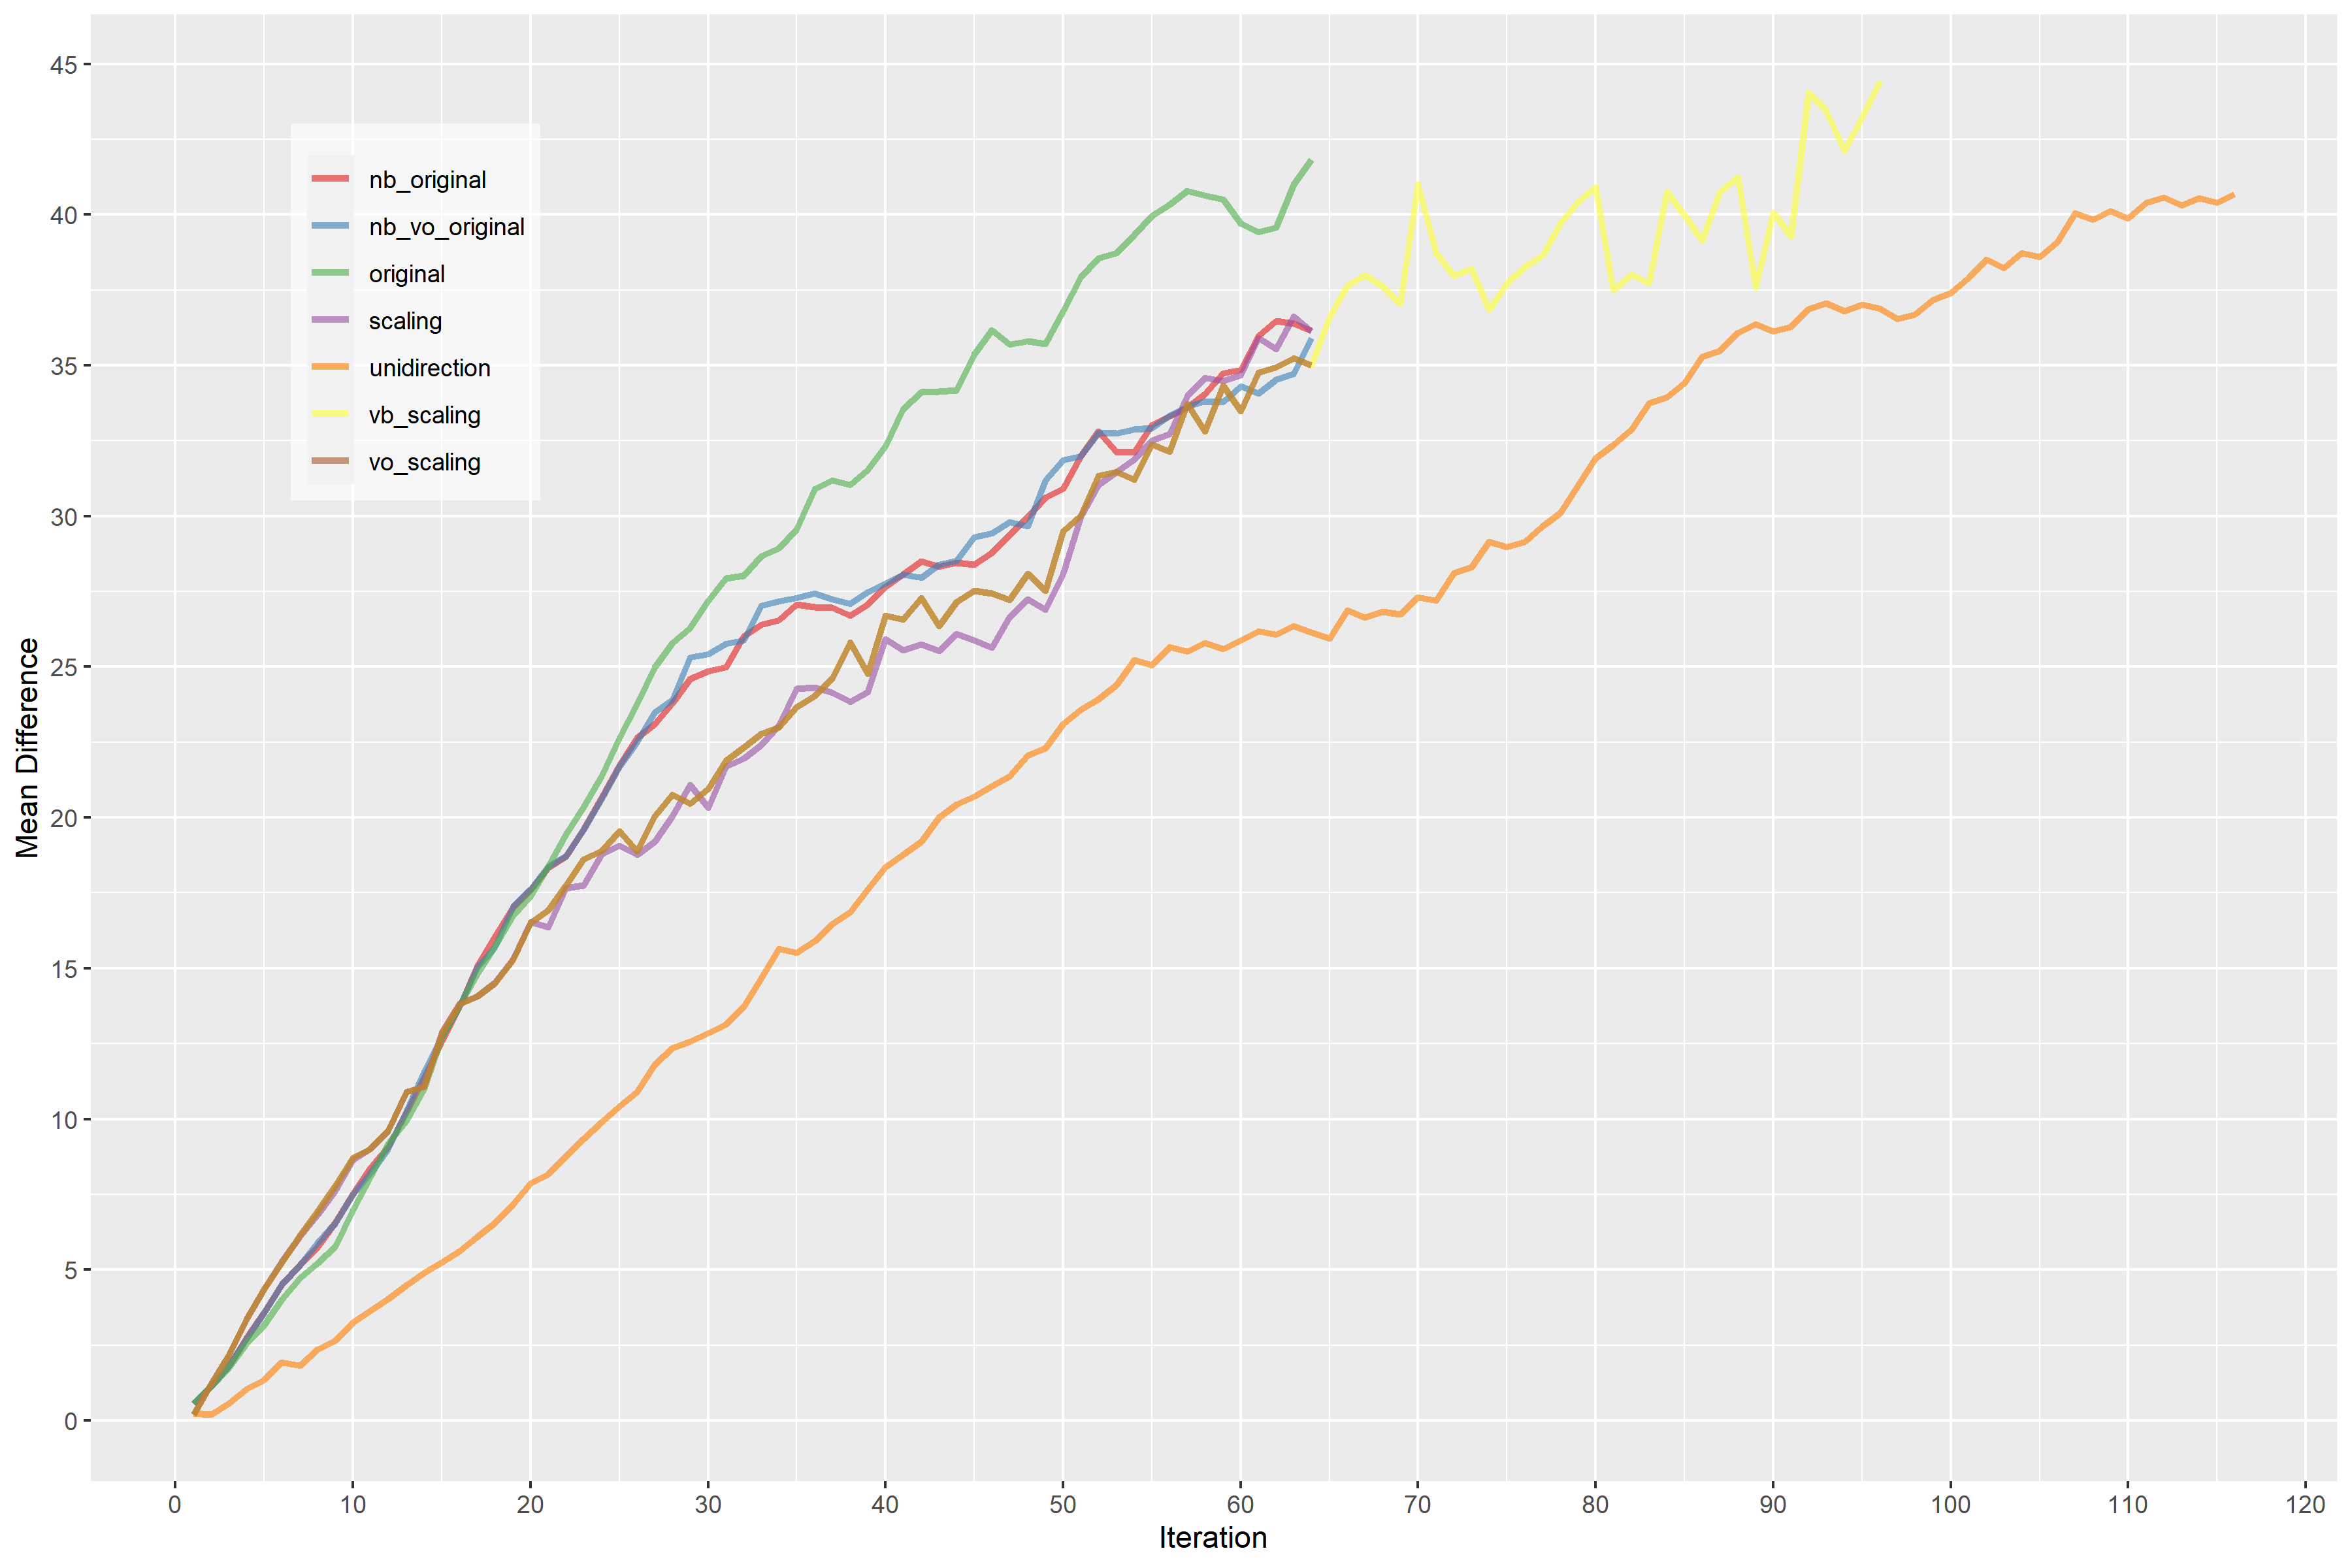 45
40
35
30
25
20
15
10
5
0
Mean Difference
nb_original
nb_vo_original
original
scaling
unidirection
vb_scaling
vo_scaling
0 10 20 30 40 50 60 70 80 90 100 110 120
Iteration